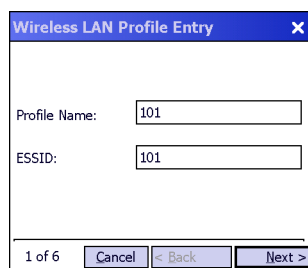 Wireless LAN Profile Entry X
Profile Name: 101
ESSID: 101
1 of 6 Cancel < Back Next >